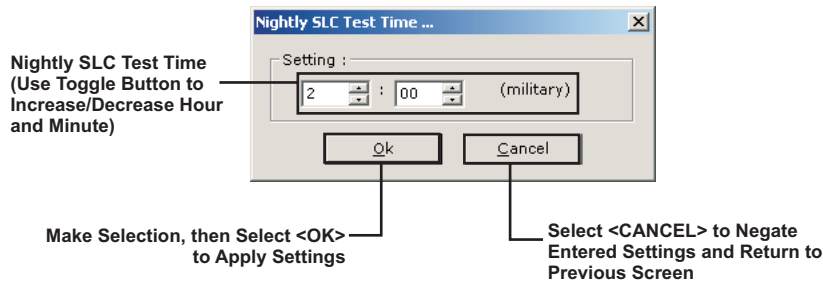 Nightly SLC Test Time ...
Setting :
2 : 00 (military)
Ok Cancel
Nightly SLC Test Time
(Use Toggle Button to
Increase/Decrease Hour
and Minute)
Make Selection, then Select <OK>
to Apply Settings
Select <CANCEL> to Negate
Entered Settings and Return to
Previous Screen